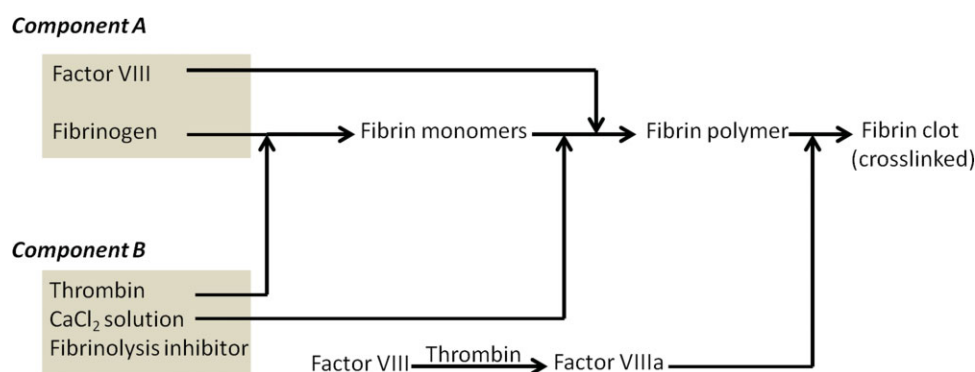 Component A
Factor VIII
Fibrinogen
Fibrin monomers
Fibrin polymer
Fibrin clot
(crosslinked)
Component B
Thrombin
CaCl₂ solution
Fibrinolysis inhibitor
Factor VIII
Thrombin
Factor VIIIa